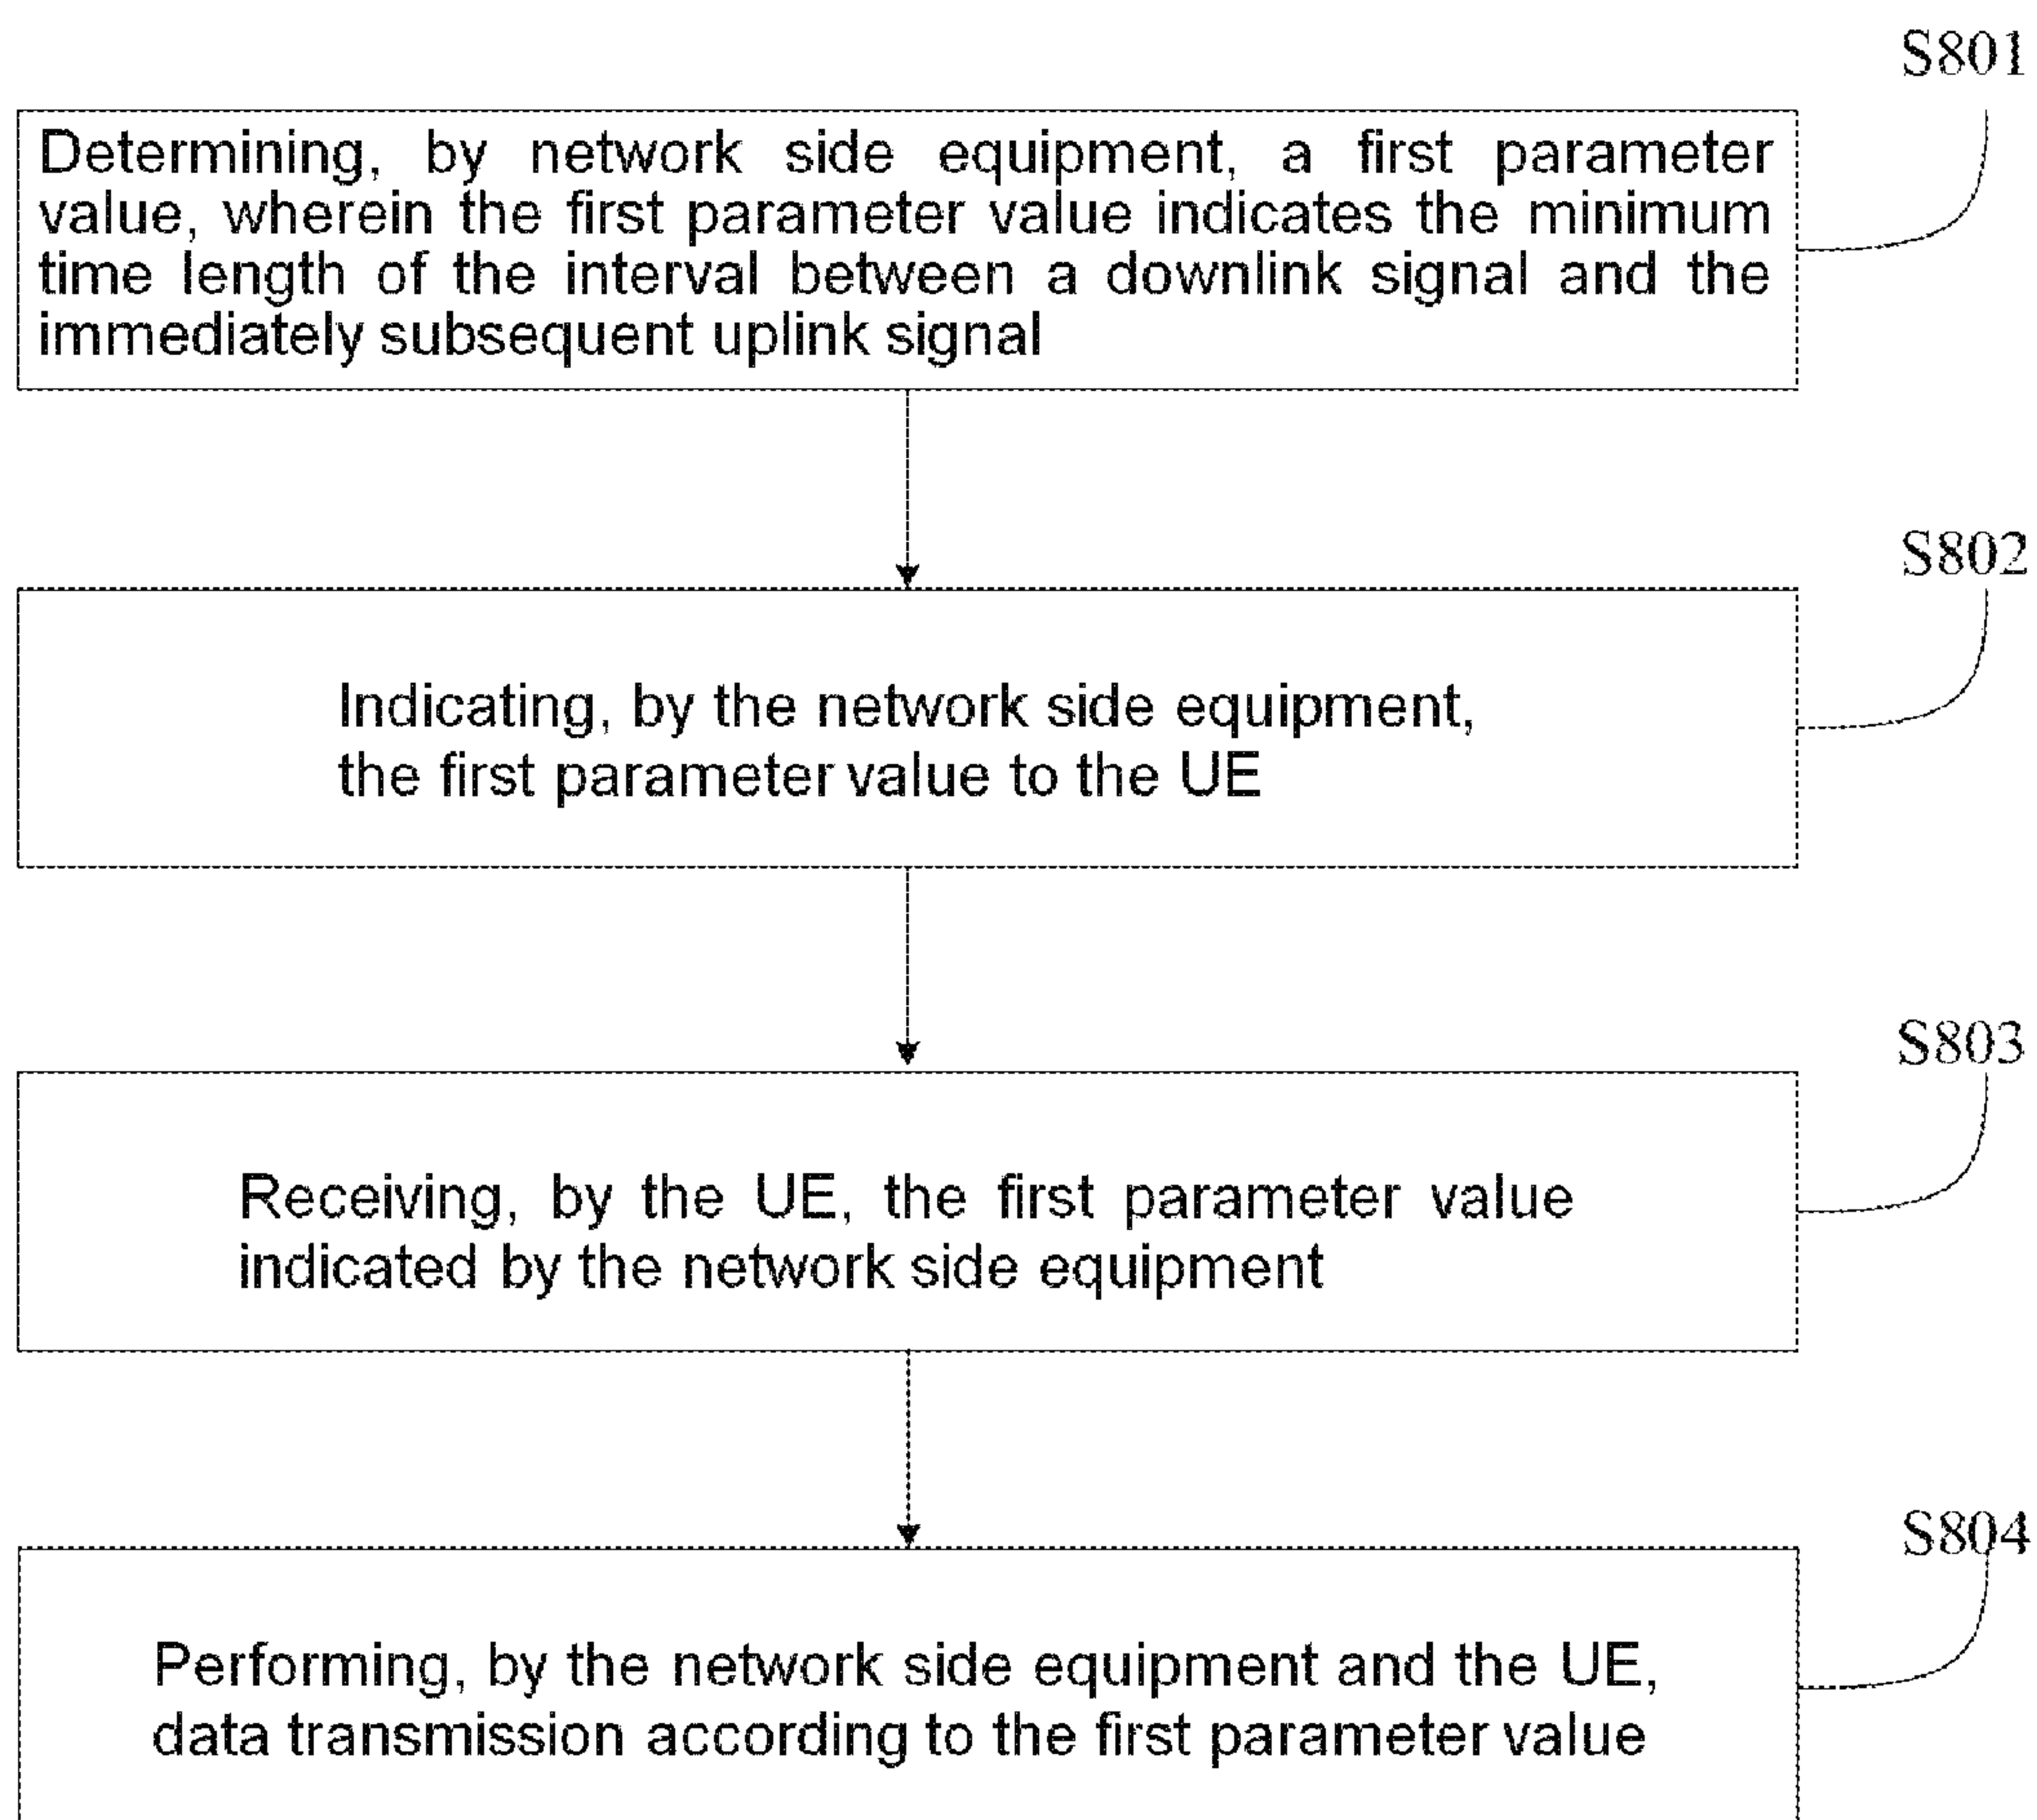 S801
Determining, by network side equipment, a first parameter
value, wherein the first parameter value indicates the minimum
time length of the interval between a downlink signal and the
immediately subsequent uplink signal
S802
Indicating, by the network side equipment,
the first parameter value to the UE
S803
Receiving, by the UE, the first parameter value
indicated by the network side equipment
S804
Performing, by the network side equipment and the UE,
data transmission according to the first parameter value